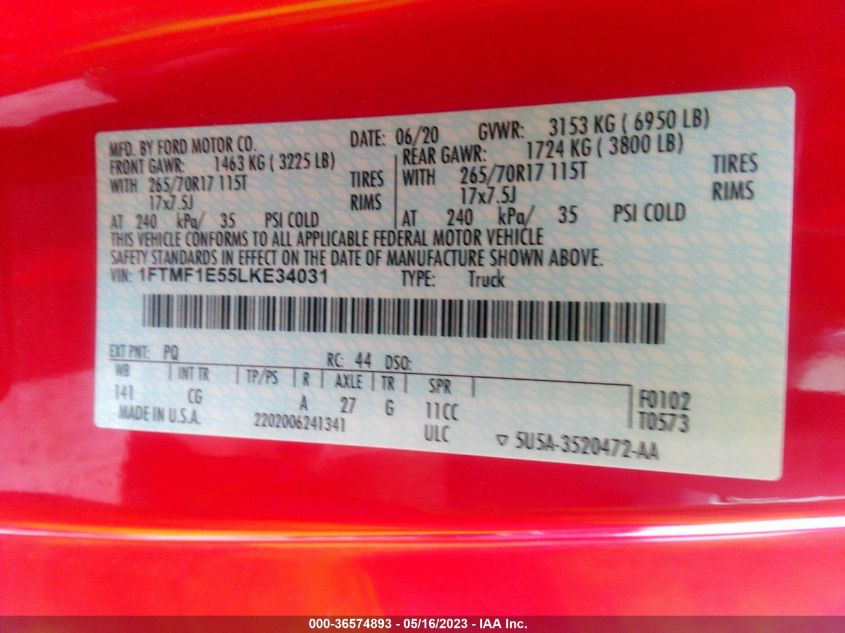 MFD. BY FORD MOTOR CO. DATE: 06/20 GVWR: 3153 KG ( 6950 LB)
FRONT GAWR: 1463 KG ( 3225 LB) REAR GAWR: 1724 KG ( 3800 LB)
WITH 265/70R17 115T TIRES WITH 265/70R17 115T TIRES
17x7.5J RIMS 17x7.5J RIMS
AT 240 kPa/ 35 PSI COLD AT 240 kPa/ 35 PSI COLD
THIS VEHICLE CONFORMS TO ALL APPLICABLE FEDERAL MOTOR VEHICLE
SAFETY STANDARDS IN EFFECT ON THE DATE OF MANUFACTURE SHOWN ABOVE.
VIN: 1FTMF1E55LKE34031 TYPE: Truck
EXT PNT: PQ RC: 44 DSO:
WB INT TR TP/PS R AXLE TR SPR
141 CG A 27 G 11CC F0102
MADE IN U.S.A. 2202006241341 ULC T0573
5U5A-3520472-AA
000-36574893 - 05/16/2023 - IAA Inc.